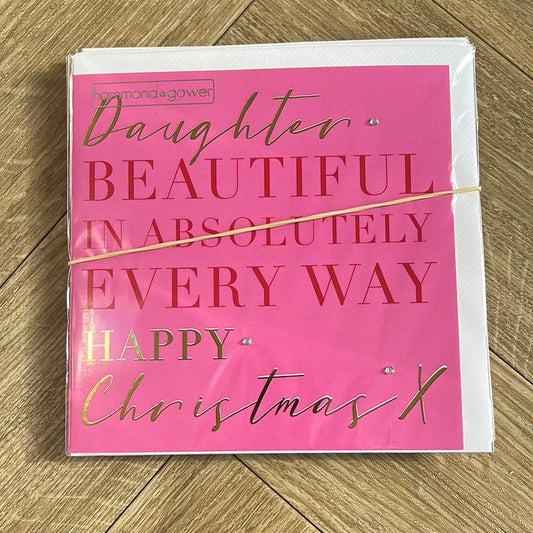 hammond & gower
Daughter
BEAUTIFUL
IN ABSOLUTELY
EVERY WAY
HAPPY
Christmas X